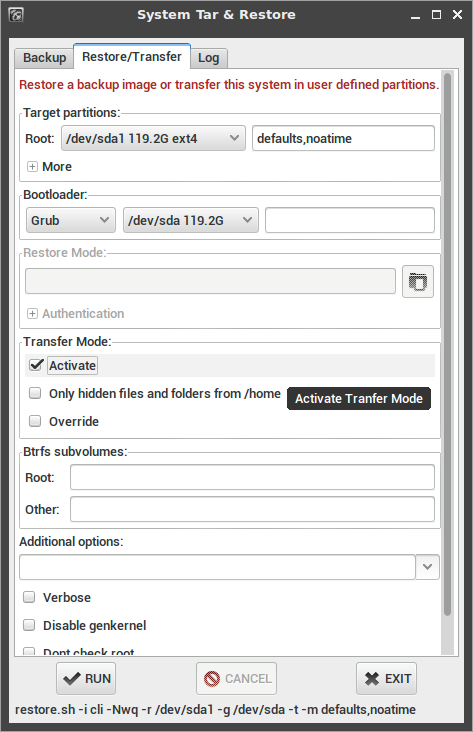 System Tar & Restore
Backup Restore/Transfer Log
Restore a backup image or transfer this system in user defined partitions.
Target partitions:
Root: /dev/sda1 119.2G ext4 defaults,noatime
More
Bootloader:
Grub /dev/sda 119.2G
Restore Mode:
Authentication
Transfer Mode:
Activate
Only hidden files and folders from /home
Activate Tranfer Mode
Override
Btrfs subvolumes:
Root:
Other:
Additional options:
Verbose
Disable genkernel
Dont check root
RUN CANCEL EXIT
restore.sh -i cli -Nwq -r /dev/sda1 -g /dev/sda -t -m defaults,noatime